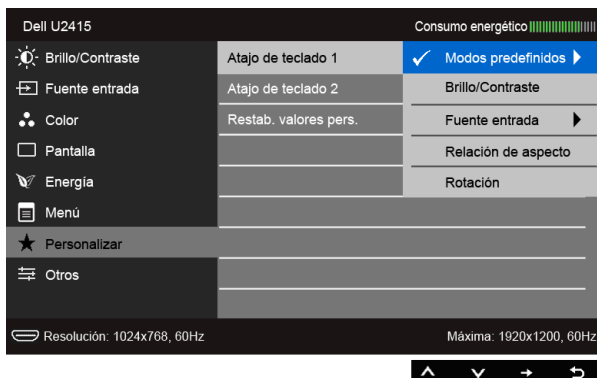 Dell U2415
Consumo energético
Brillo/Contraste
Atajo de teclado 1
Modos predefinidos
Fuente entrada
Atajo de teclado 2
Brillo/Contraste
Color
Restab. valores pers.
Fuente entrada
Pantalla
Relación de aspecto
Energía
Rotación
Menú
Personalizar
Otros
Resolución: 1024x768, 60Hz
Máxima: 1920x1200, 60Hz